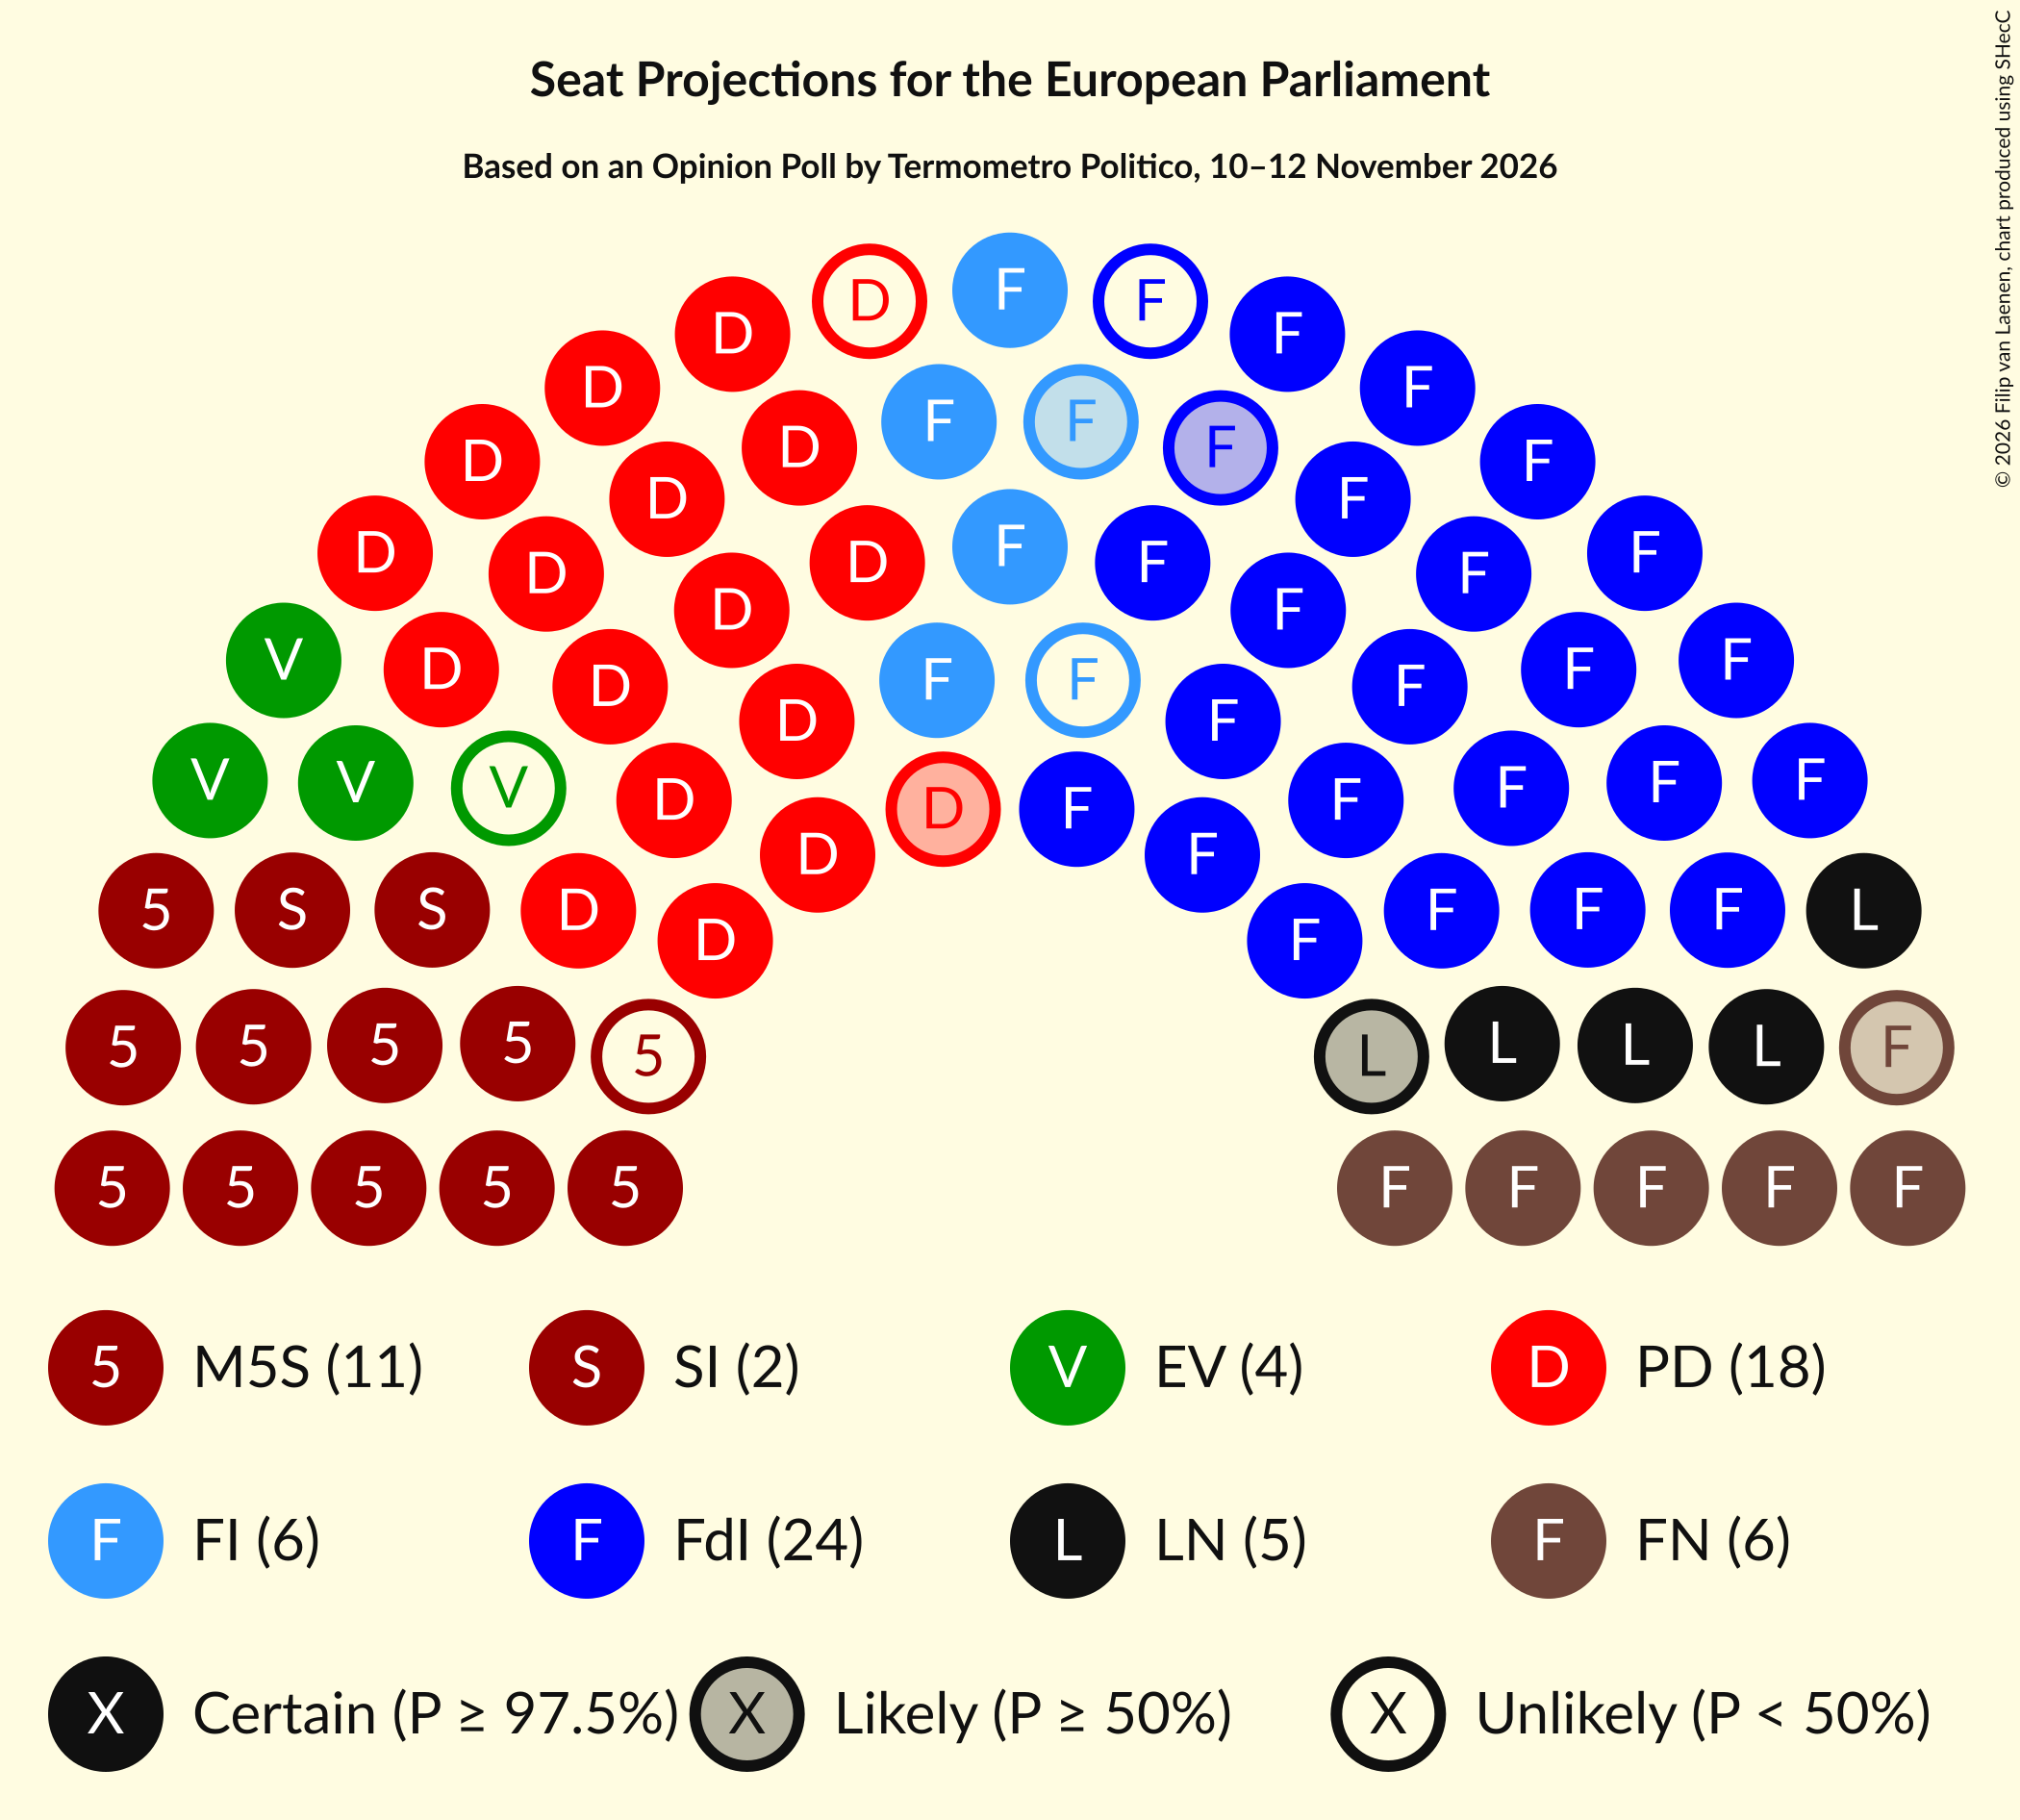 Seat Projections for the European Parliament
Based on an Opinion Poll by Termometro Politico, 10–12 November 2026
© 2026 Filip van Laenen, chart produced using SHecC
D F F
D F
D F
D F F F
D F
D F
D D D F F F F
D F
V D D F F F F F
D F
V V V D D F F F F F
D F
5 S S D D F F F F L
5 5 5 5 5 L L L L F
5 5 5 5 5 F F F F F
5 M5S (11) S SI (2) V EV (4) D PD (18)
F FI (6) F FdI (24) L LN (5) F FN (6)
X Certain (P ≥ 97.5%) X Likely (P ≥ 50%) X Unlikely (P < 50%)